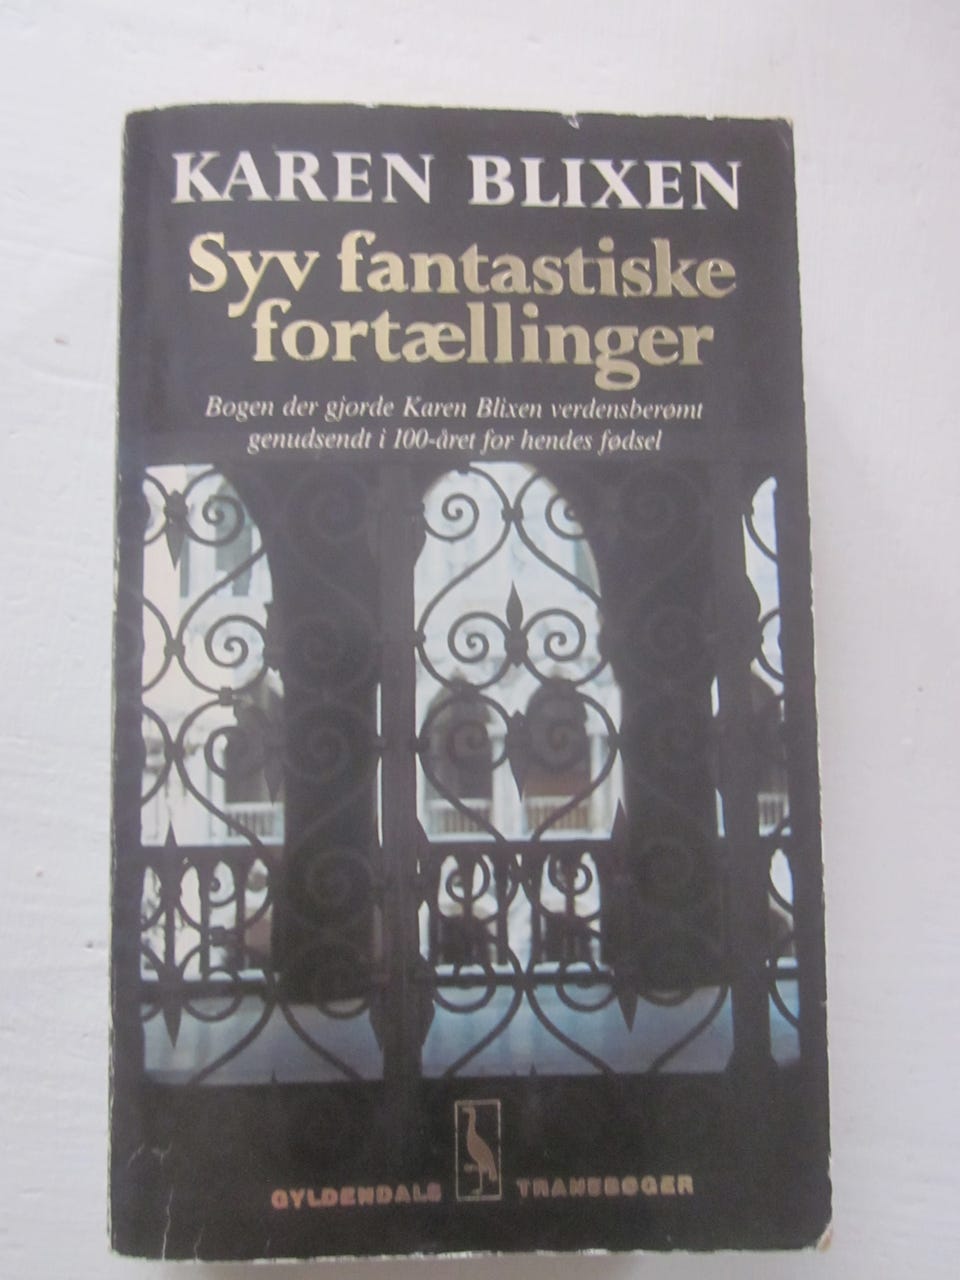 KAREN BLIXEN
Syv fantastiske
fortællinger
Bogen der gjorde Karen Blixen verdensberømt
genudsendt i 100-året for hendes fødsel
GYLDENDALS TRANEBØGER